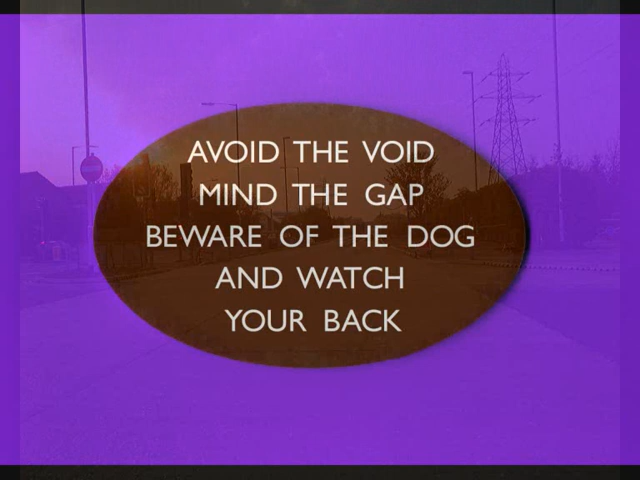 AVOID THE VOID
MIND THE GAP
BEWARE OF THE DOG
AND WATCH
YOUR BACK